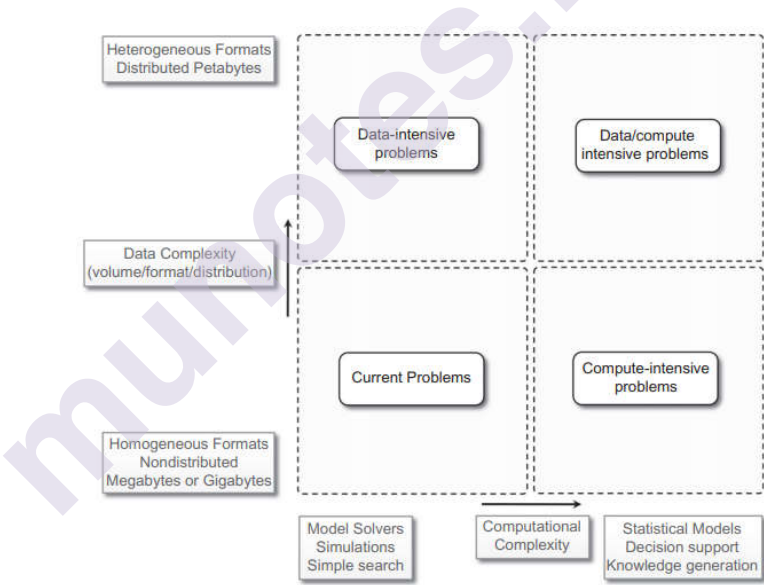 Heterogeneous Formats
Distributed Petabytes
Data-intensive
problems
Data/compute
intensive problems
Data Complexity
(volume/format/distribution)
Current Problems
Compute-intensive
problems
Homogeneous Formats
Nondistributed
Megabytes or Gigabytes
Model Solvers
Simulations
Simple search
Computational
Complexity
Statistical Models
Decision support
Knowledge generation
munotes.